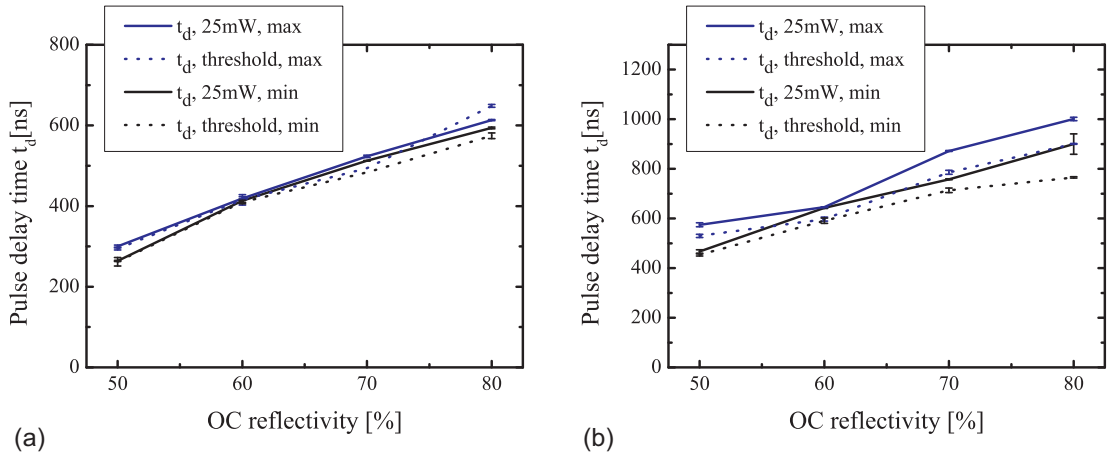 t_d, 25mW, max
t_d, threshold, max
t_d, 25mW, min
t_d, threshold, min
800
600
400
200
0
Pulse delay time t_d[ns]
50 60 70 80
OC reflectivity [%]
(a)
t_d, 25mW, max
t_d, threshold, max
t_d, 25mW, min
t_d, threshold, min
1200
1000
800
600
400
200
0
Pulse delay time t_d[ns]
50 60 70 80
OC reflectivity [%]
(b)